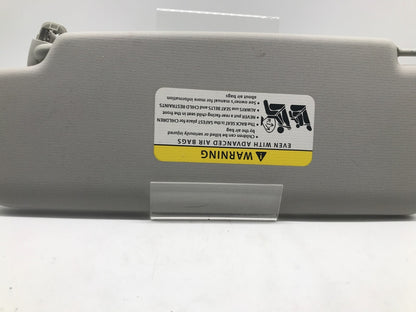 WARNING
EVEN WITH ADVANCED AIR BAGS
• Children can be killed or seriously injured
by the air bag
• The BACK SEAT is the SAFEST place for CHILDREN
• NEVER put a rear-facing child seat in the front
• ALWAYS use SEAT BELTS and CHILD RESTRAINTS
• See owner's manual for more information
about air bags